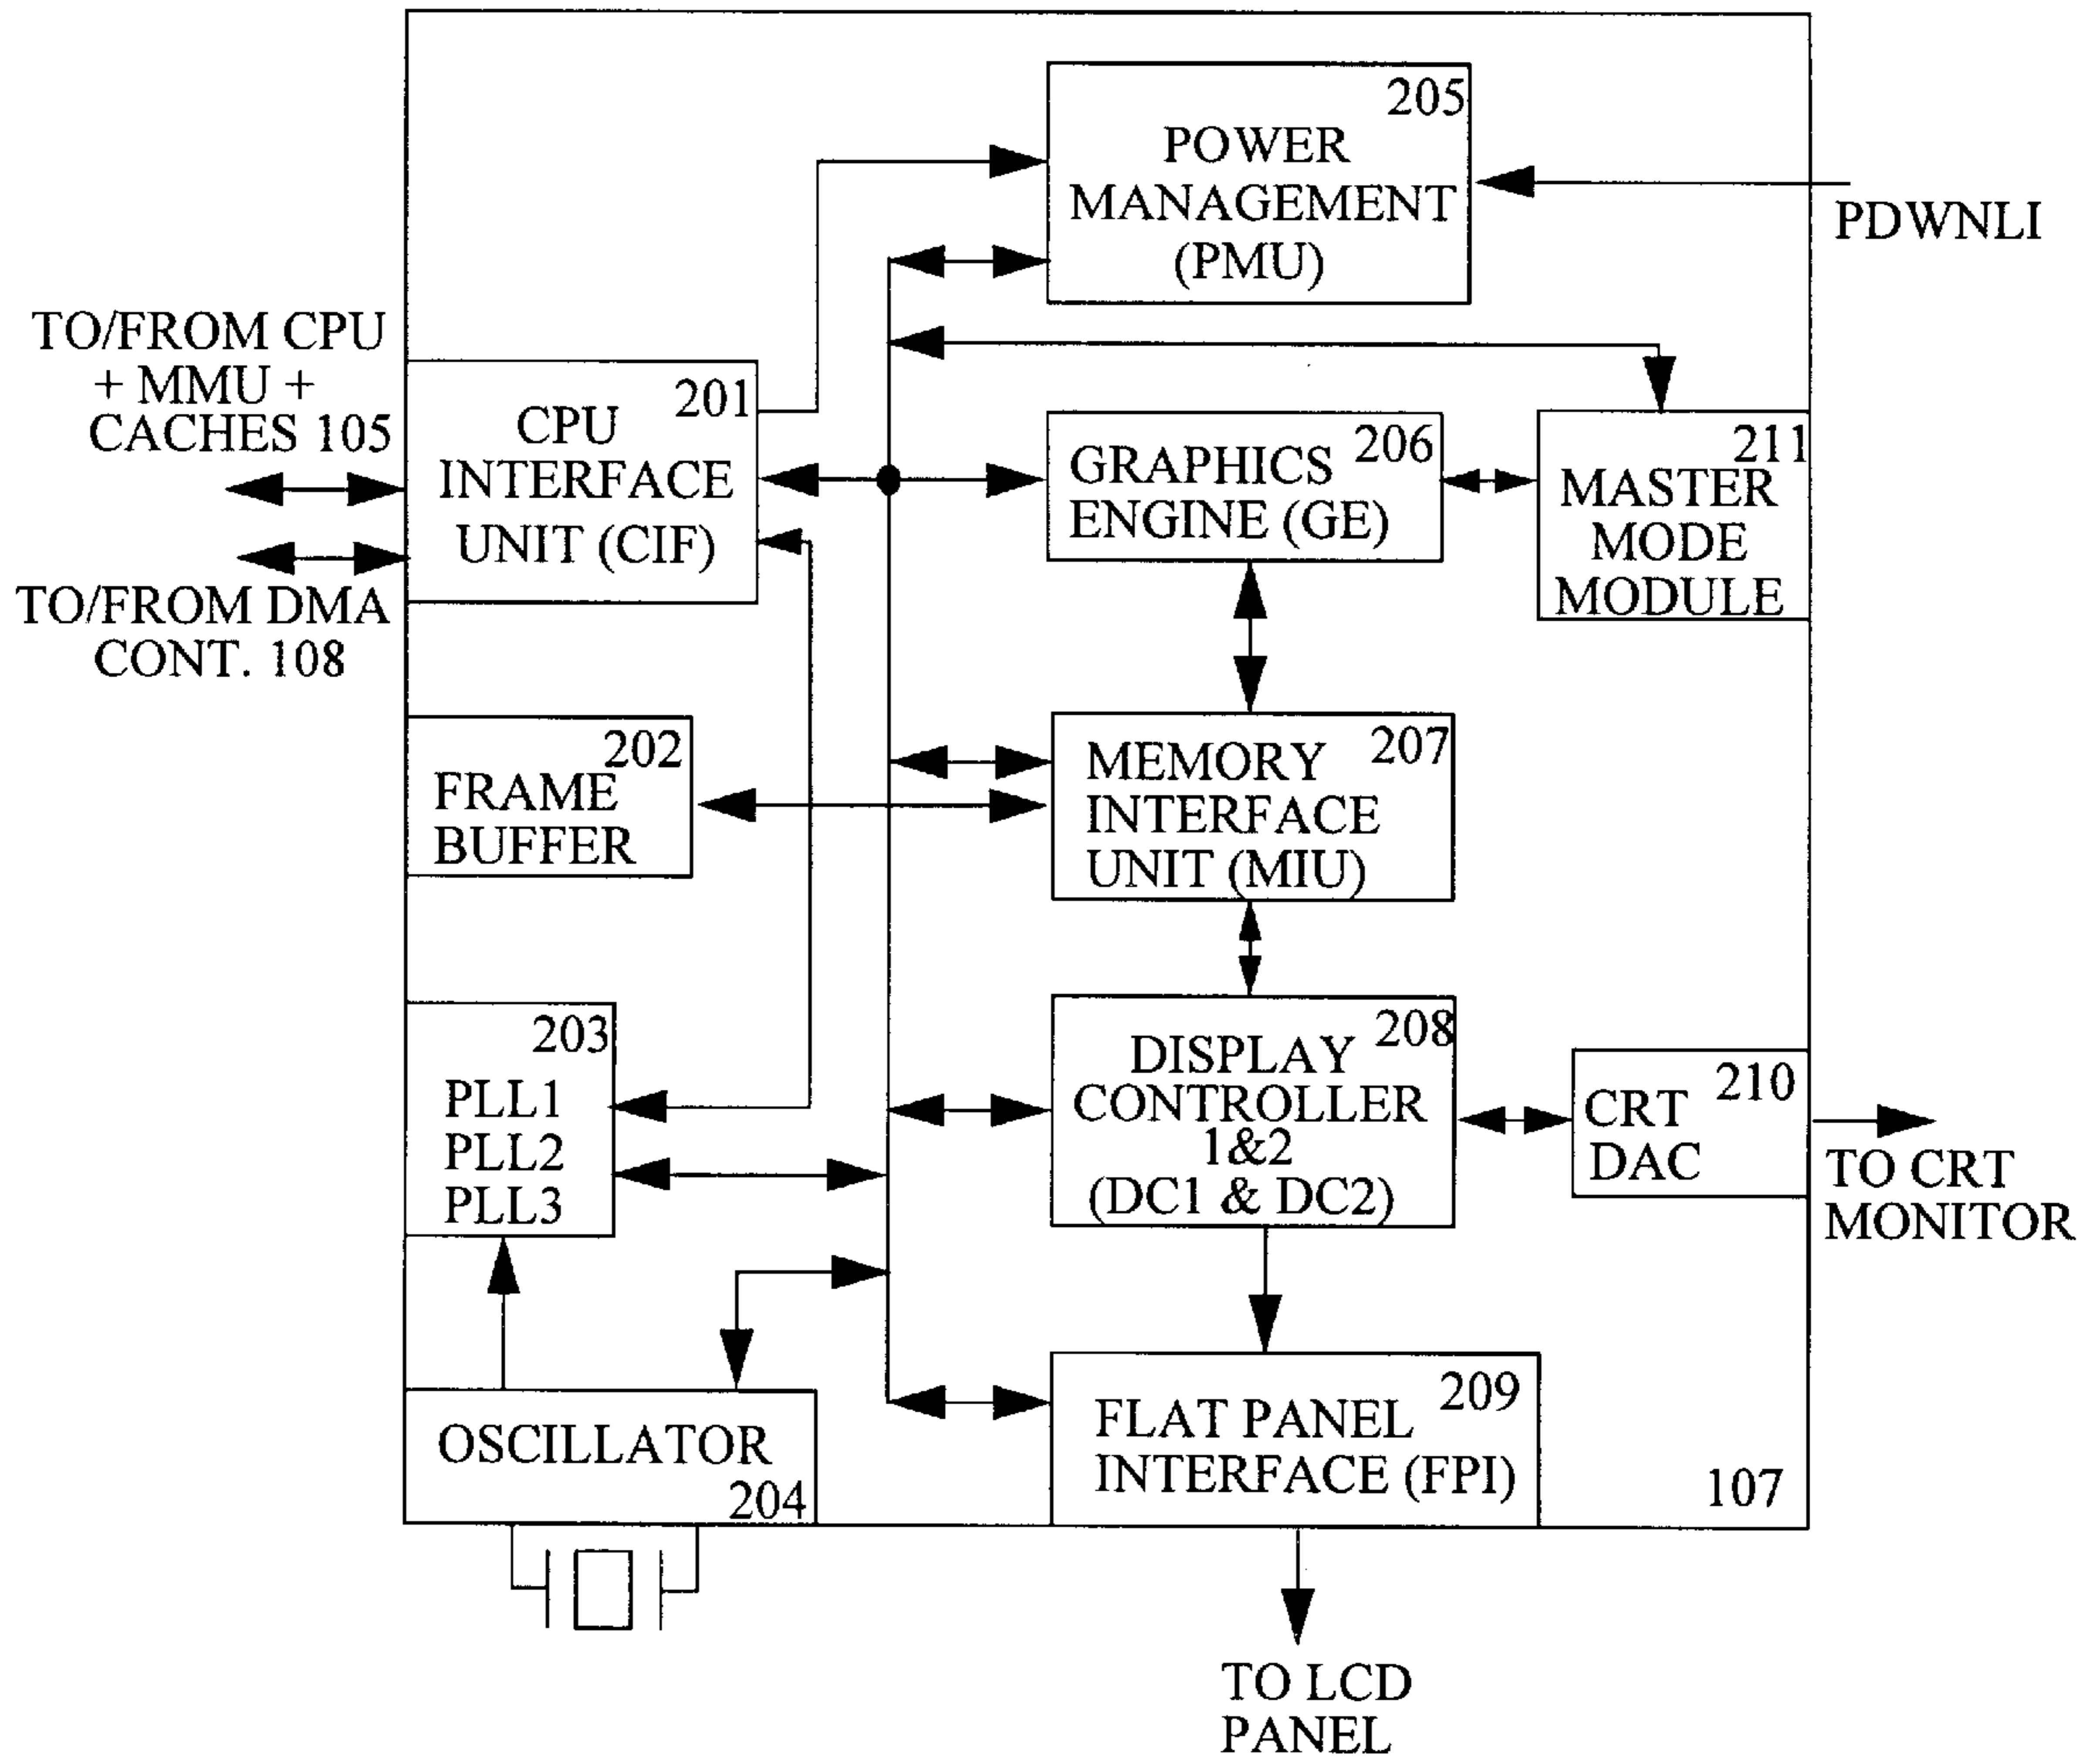 205
POWER
MANAGEMENT
(PMU)
PDWNLI
TO/FROM CPU
+ MMU +
CACHES 105
TO/FROM DMA
CONT. 108
201
CPU
INTERFACE
UNIT (CIF)
206
GRAPHICS
ENGINE (GE)
211
MASTER
MODE
MODULE
202
FRAME
BUFFER
207
MEMORY
INTERFACE
UNIT (MIU)
203
PLL1
PLL2
PLL3
208
DISPLAY
CONTROLLER
1&2
(DC1 & DC2)
210
CRT
DAC
TO CRT
MONITOR
OSCILLATOR
204
209
FLAT PANEL
INTERFACE (FPI)
107
TO LCD
PANEL